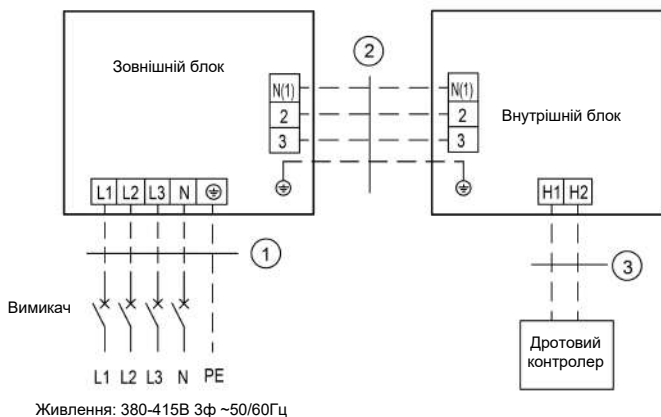 Зовнішній блок
2
N(1)
2
3
N(1)
2
3
Внутрішній блок
L1 L2 L3 N
H1 H2
1
3
Вимикач
Дротовий
контролер
L1 L2 L3 N PE
Живлення: 380-415В 3ф ~50/60Гц